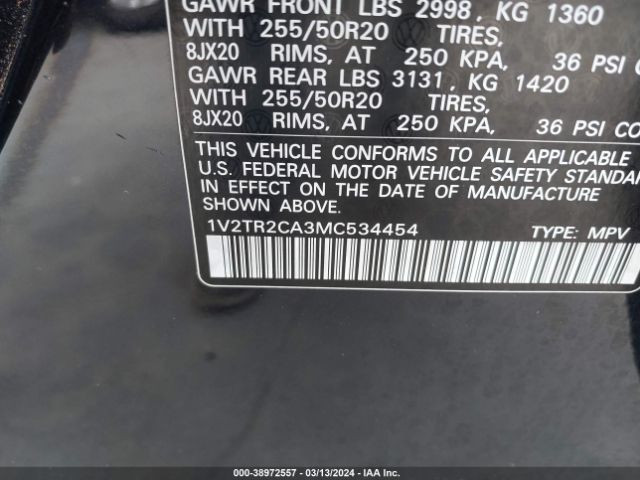 GAWR FRONT LBS 2998, KG 1360
WITH 255/50R20 TIRES,
8JX20 RIMS, AT 250 KPA, 36 PSI CO
GAWR REAR LBS 3131, KG 1420
WITH 255/50R20 TIRES,
8JX20 RIMS, AT 250 KPA, 36 PSI CO
THIS VEHICLE CONFORMS TO ALL APPLICABLE
U.S. FEDERAL MOTOR VEHICLE SAFETY STANDAR
IN EFFECT ON THE DATE OF MANUFACTURE
SHOWN ABOVE.
1V2TR2CA3MC534454 TYPE: MPV
000-38972557 | 03/13/2024 | IAA Inc.